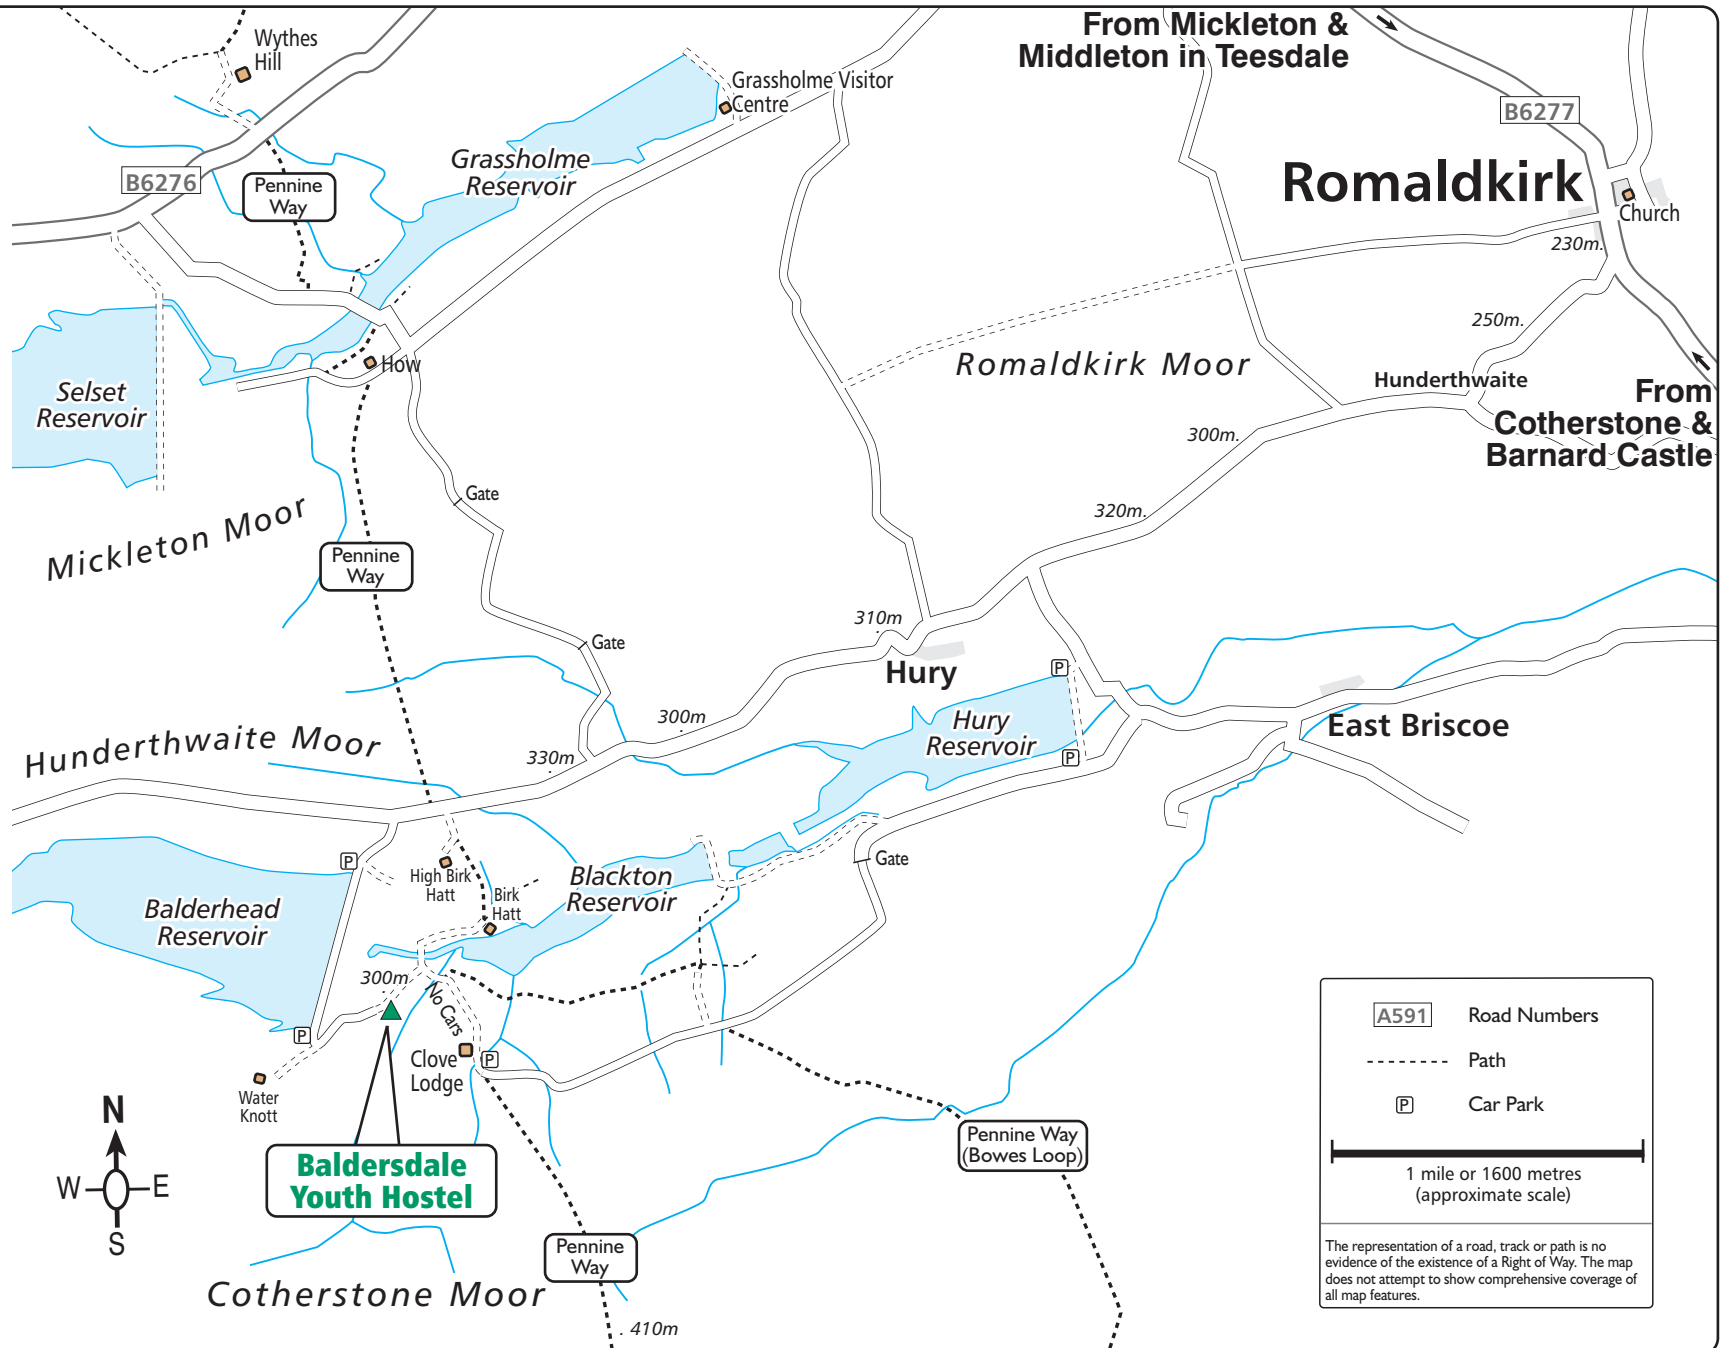 From Mickleton &
Middleton in Teesdale
Wythes
Hill
Grassholme Visitor
Centre
B6277
Grassholme
Reservoir
B6276
Pennine
Way
Romaldkirk
Church
230m.
250m.
How
Romaldkirk Moor
Hunderthwaite
From
Cotherstone &
Barnard Castle
Selset
Reservoir
300m.
Gate
320m.
Mickleton Moor
Pennine
Way
310m
Gate
Hury
P
300m
Hury
Reservoir
East Briscoe
Hunderthwaite Moor
330m
P
P
Gate
High Birk
Hatt
Birk
Hatt
Blackton
Reservoir
Balderhead
Reservoir
300m
No Cars
P
Clove
Lodge
P
Water
Knott
A591 Road Numbers
Path
P Car Park
1 mile or 1600 metres
(approximate scale)
The representation of a road, track or path is no
evidence of the existence of a Right of Way. The map
does not attempt to show comprehensive coverage of
all map features.
N
W E
S
Pennine Way
(Bowes Loop)
Baldersdale
Youth Hostel
Pennine
Way
Cotherstone Moor
. 410m